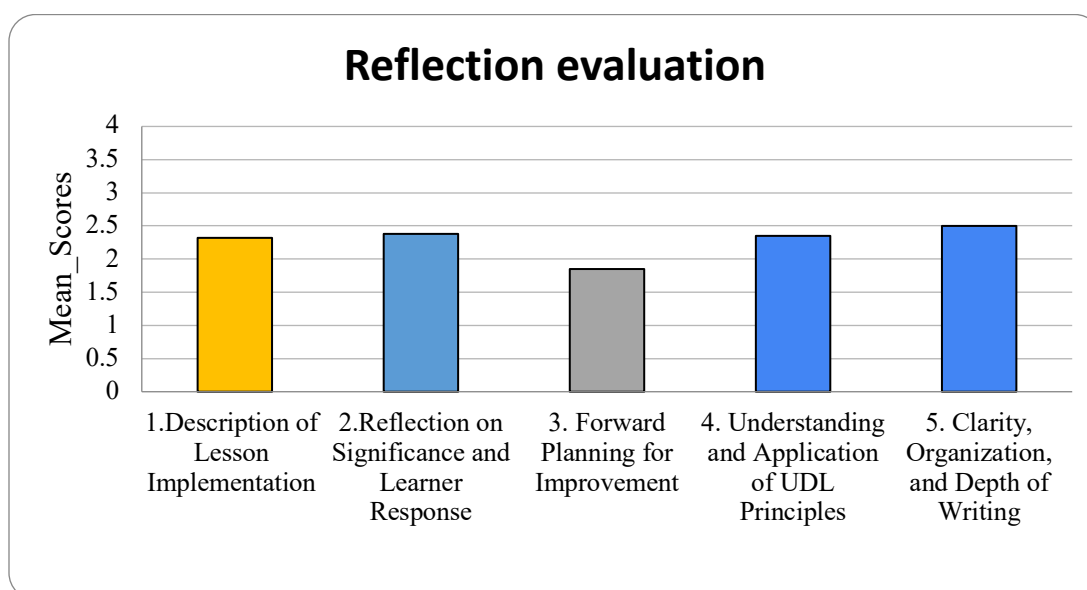 Reflection evaluation
Mean_Scores
4
3.5
3
2.5
2
1.5
1
0.5
0
1.Description of
Lesson
Implementation
2.Reflection on
Significance and
Learner
Response
3. Forward
Planning for
Improvement
4. Understanding
and Application
of UDL
Principles
5. Clarity,
Organization,
and Depth of
Writing